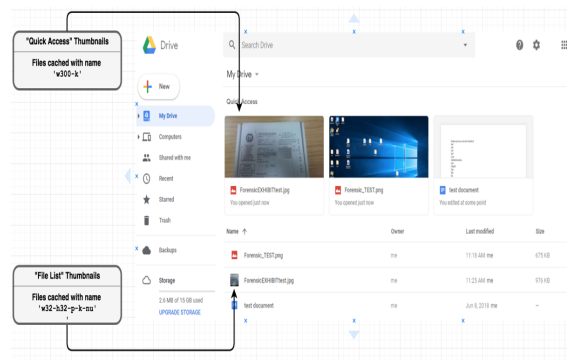 "Quick Access" Thumbnails
Files cached with name
'w300-k'
Drive
Search Drive
My Drive
New
Quick Access
My Drive
Computers
Shared with me
Recent
Starred
Trash
Backups
Storage
2.6 MB of 15 GB used
UPGRADE STORAGE
ForensicEXHIBITtest.jpg
You opened just now
Forensic_TEST.png
You opened just now
test document
You edited at some point
Name
Owner
Last modified
Size
Forensic_TEST.png
me
11:18 AM me
675 KB
ForensicEXHIBITtest.jpg
me
11:25 AM me
976 KB
test document
me
Jun 8, 2018 me
–
"File List" Thumbnails
Files cached with name
'w32-h32-p-k-nu'